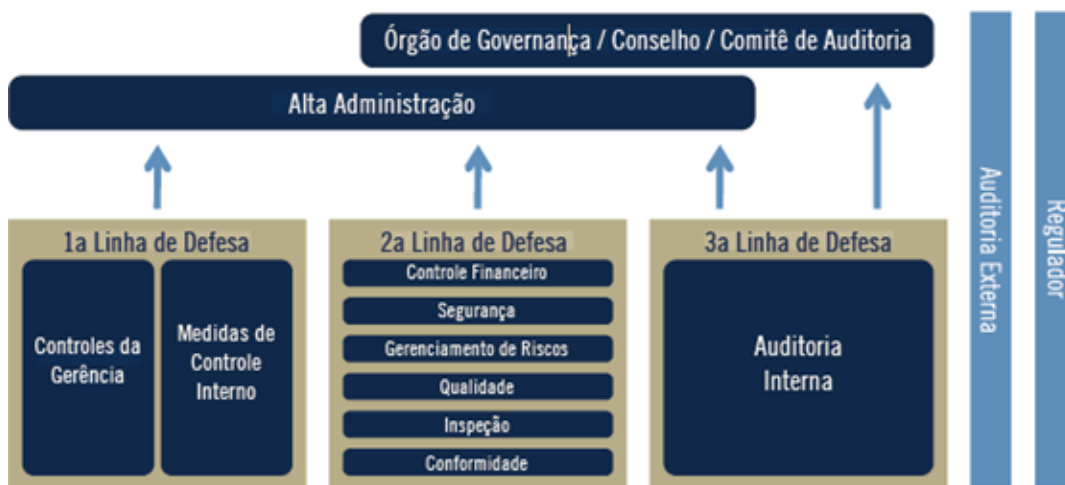 Órgão de Governança / Conselho / Comitê de Auditoria
Alta Administração
1a Linha de Defesa
Controles da
Gerência
Medidas de
Controle
Interno
2a Linha de Defesa
Controle Financeiro
Segurança
Gerenciamento de Riscos
Qualidade
Inspeção
Conformidade
3a Linha de Defesa
Auditoria
Interna
Auditoria Externa
Regulador